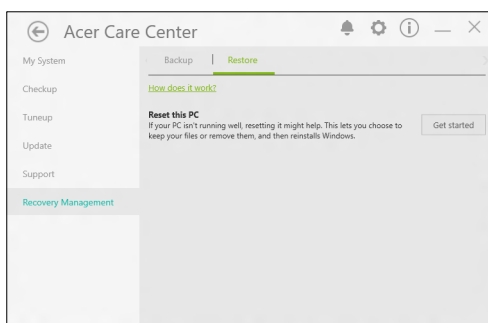 Acer Care Center
My System
Checkup
Tuneup
Update
Support
Recovery Management
Backup | Restore
How does it work?
Reset this PC
If your PC isn't running well, resetting it might help. This lets you choose to
keep your files or remove them, and then reinstalls Windows.
Get started